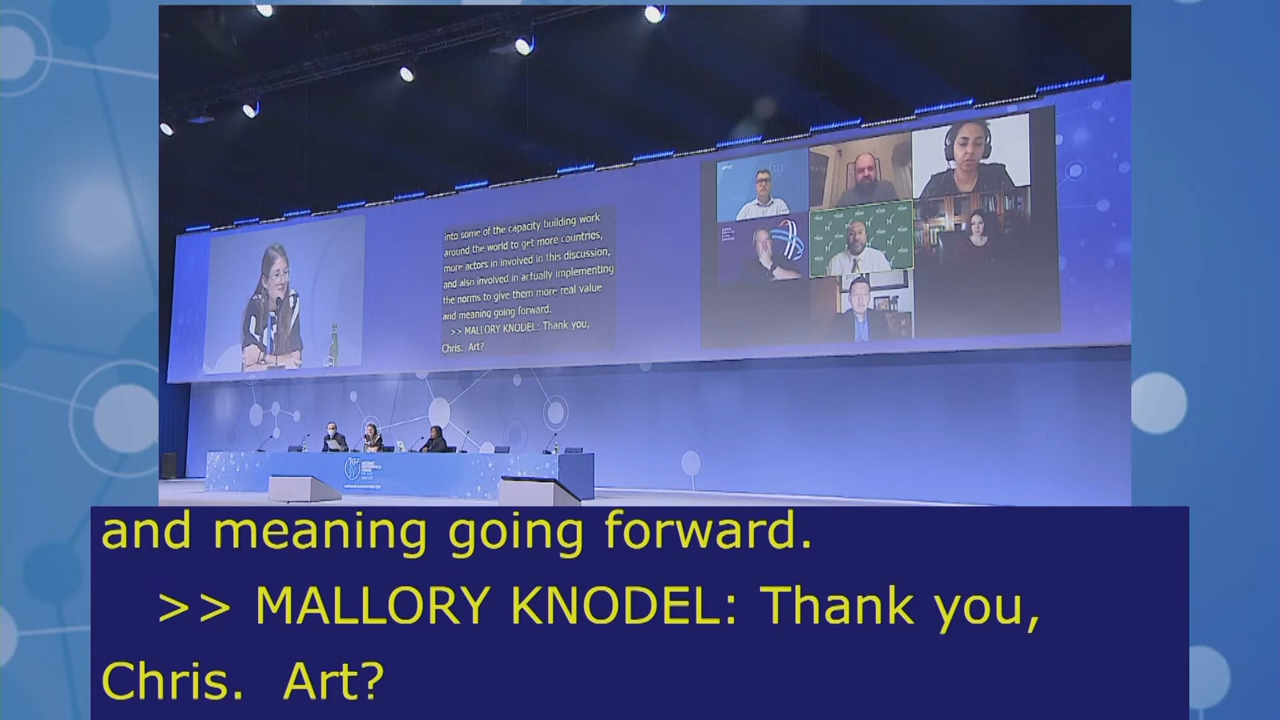 into some of the capacity building work
around the world to get more countries,
more actors in involved in this discussion,
and also involved in actually implementing
the norms to give them more real value
and meaning going forward.
>> MALLORY KNODEL: Thank you,
Chris. Art?
and meaning going forward.
>> MALLORY KNODEL: Thank you,
Chris. Art?